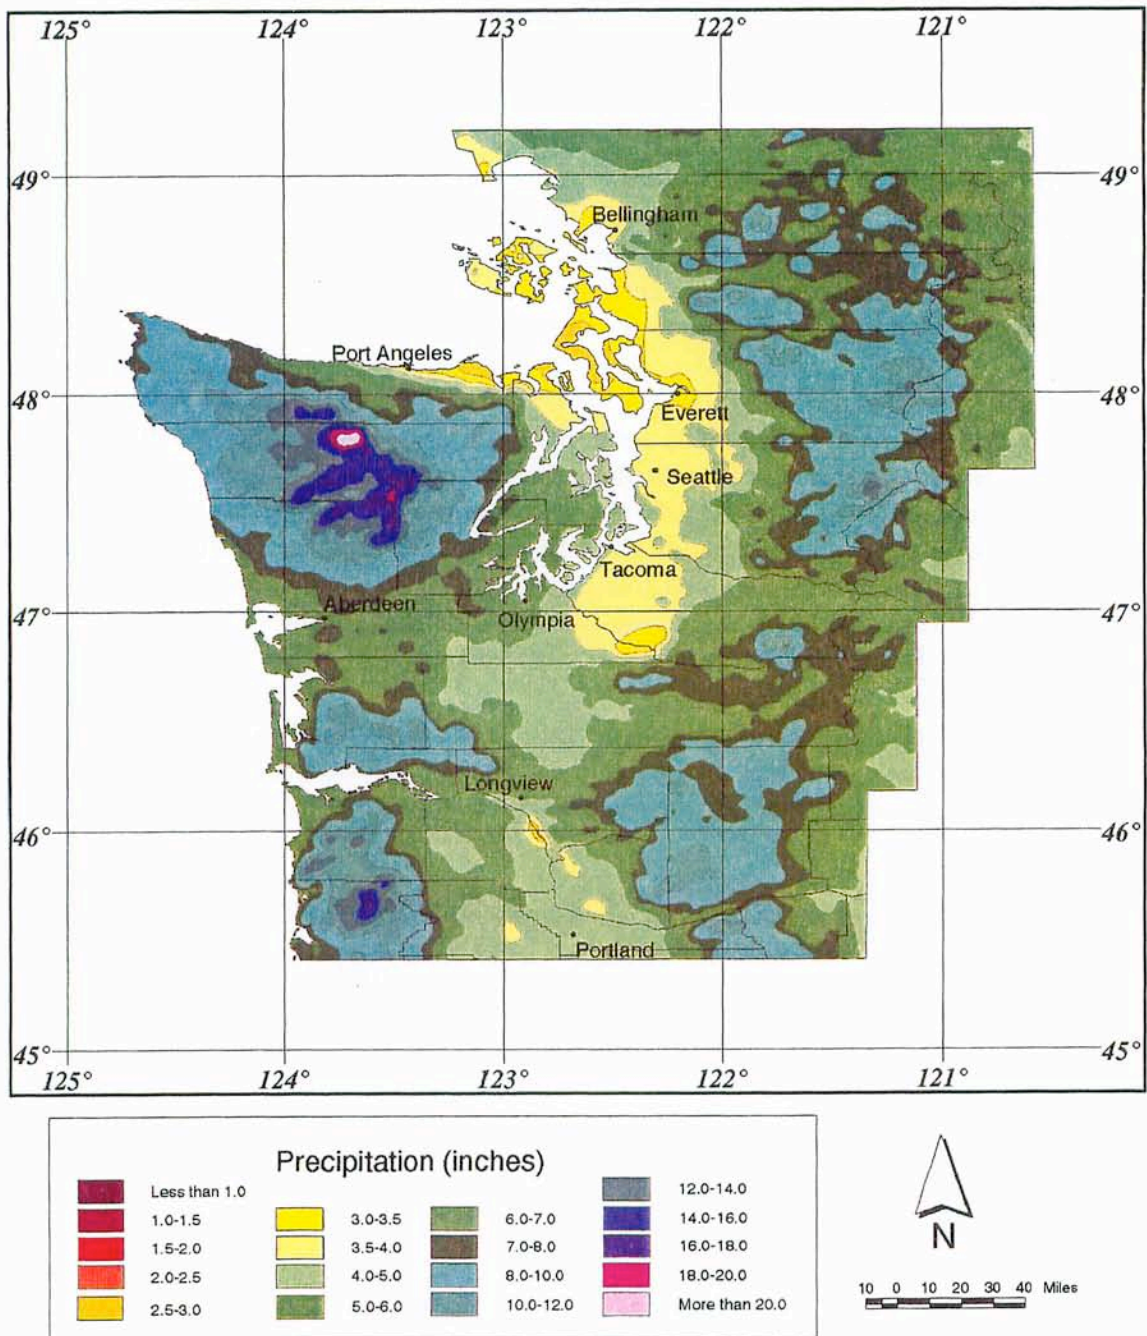 125° 124° 123° 122° 121°
49° 49°
Bellingham
Port Angeles
48° 48°
Everett
Seattle
Tacoma
Aberdeen
47° 47°
Olympia
Longview
46° 46°
Portland
45° 45°
125° 124° 123° 122° 121°
Precipitation (inches)
Less than 1.0
1.0-1.5
1.5-2.0
2.0-2.5
2.5-3.0
3.0-3.5
3.5-4.0
4.0-5.0
5.0-6.0
6.0-7.0
7.0-8.0
8.0-10.0
10.0-12.0
12.0-14.0
14.0-16.0
16.0-18.0
18.0-20.0
More than 20.0
N
10 0 10 20 30 40 Miles